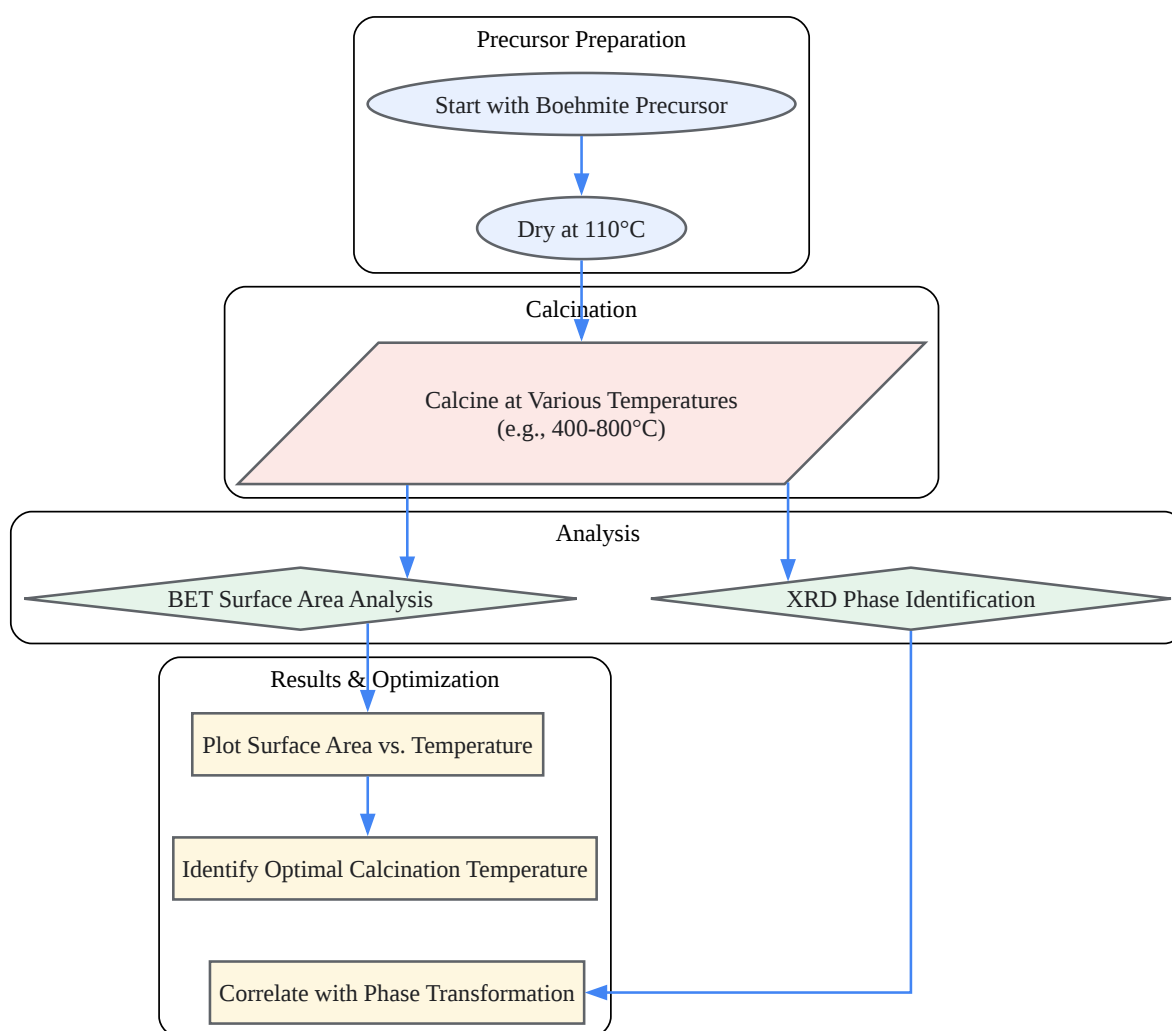 Precursor Preparation
Start with Boehmite Precursor
Dry at 110°C
Calcination
Calcine at Various Temperatures
(e.g., 400-800°C)
Analysis
BET Surface Area Analysis
XRD Phase Identification
Results & Optimization
Plot Surface Area vs. Temperature
Identify Optimal Calcination Temperature
Correlate with Phase Transformation